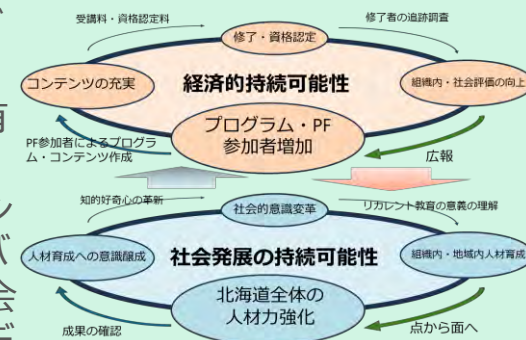 受講料・資格認定料
修了者の追跡調査
修了・資格認定
コンテンツの充実
経済的持続可能性
組織内・社会評価の向上
プログラム・PF
参加者増加
PF参加者によるプログラ
ム・コンテンツ作成
広報
知的好奇心の革新
社会的意識変革
リカレント教育の意義の理解
人材育成への意識醸成
社会発展の持続可能性
組織内・地域内人材育成
北海道全体の
人材力強化
成果の確認
点から面へ